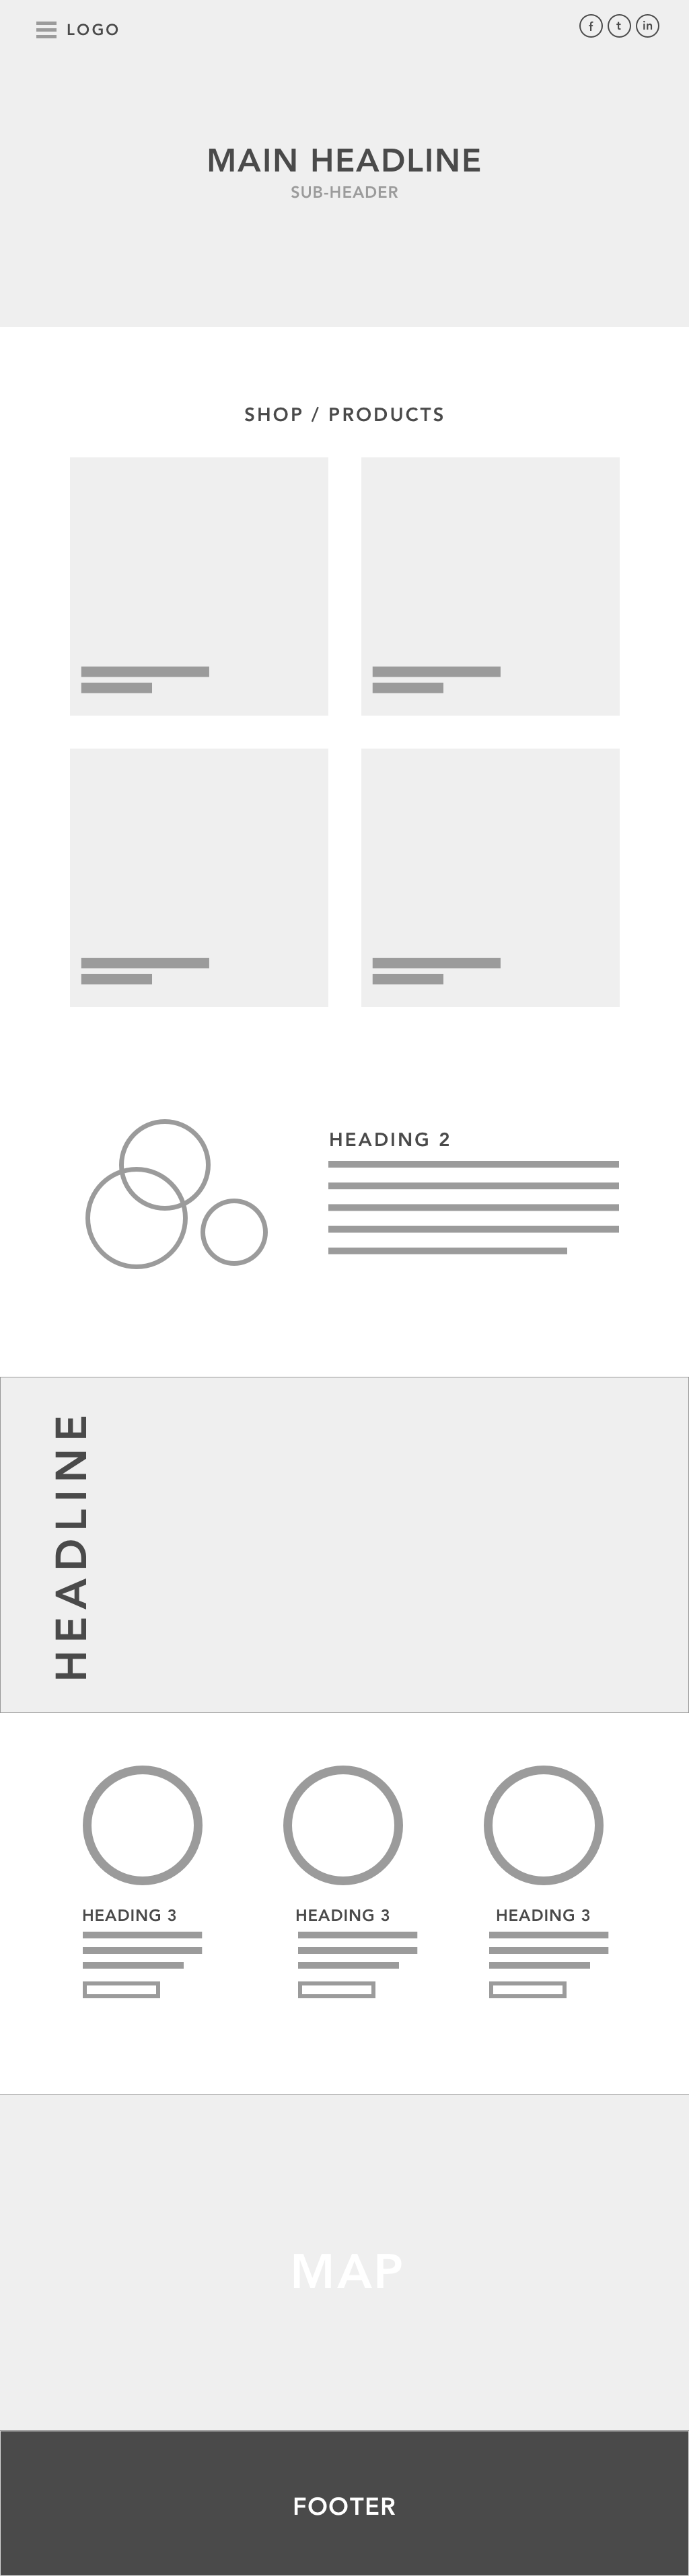 LOGO
f t in
MAIN HEADLINE
SUB-HEADER
SHOP / PRODUCTS
HEADING 2
HEADLINE
HEADING 3
HEADING 3
HEADING 3
MAP
FOOTER